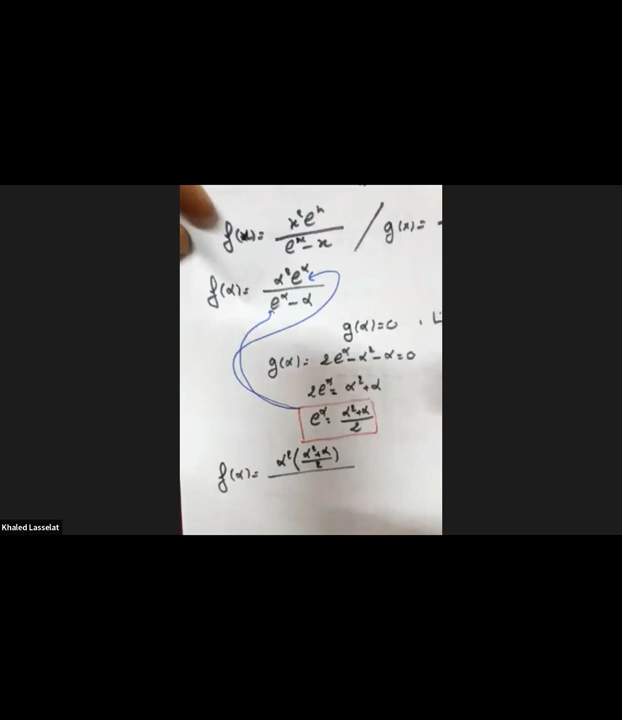 f(x)= x²eˣ / (eˣ - x) / g(x)= -
f(α)= α²e^α / (e^α - α)
g(α)=0
g(α)= 2e^α - α² - α = 0
2e^α = α²+α
e^α = (α²+α) / 2
f(α)= α²((α²+α)/2)
Khaled Lasselat